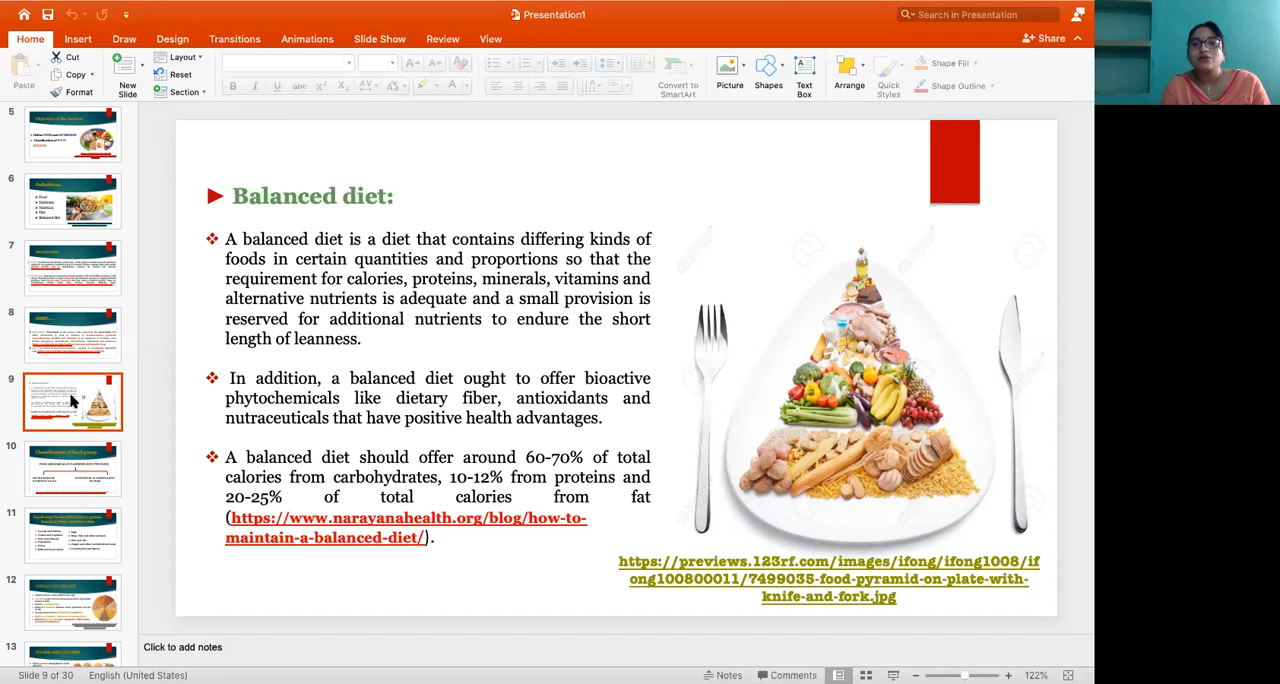 Presentation1
Search in Presentation
Home
Insert
Draw
Design
Transitions
Animations
Slide Show
Review
View
Share
Paste
Cut
Copy
Format
New
Slide
Layout
Reset
Section
Convert to
SmartArt
Picture
Shapes
Text
Box
Arrange
Quick
Styles
Shape Fill
Shape Outline
5
6
7
8
9
10
11
12
13
Balanced diet:
A balanced diet is a diet that contains differing kinds of
foods in certain quantities and proportions so that the
requirement for calories, proteins, minerals, vitamins and
alternative nutrients is adequate and a small provision is
reserved for additional nutrients to endure the short
length of leanness.
In addition, a balanced diet ought to offer bioactive
phytochemicals like dietary fiber, antioxidants and
nutraceuticals that have positive health advantages.
A balanced diet should offer around 60-70% of total
calories from carbohydrates, 10-12% from proteins and
20-25% of total calories from fat
(https://www.narayanahealth.org/blog/how-to-
maintain-a-balanced-diet/).
https://previews.123rf.com/images/ifong/ifong1008/if
ong100800011/7499035-food-pyramid-on-plate-with-
knife-and-fork.jpg
Click to add notes
Slide 9 of 30
English (United States)
Notes
Comments
122%